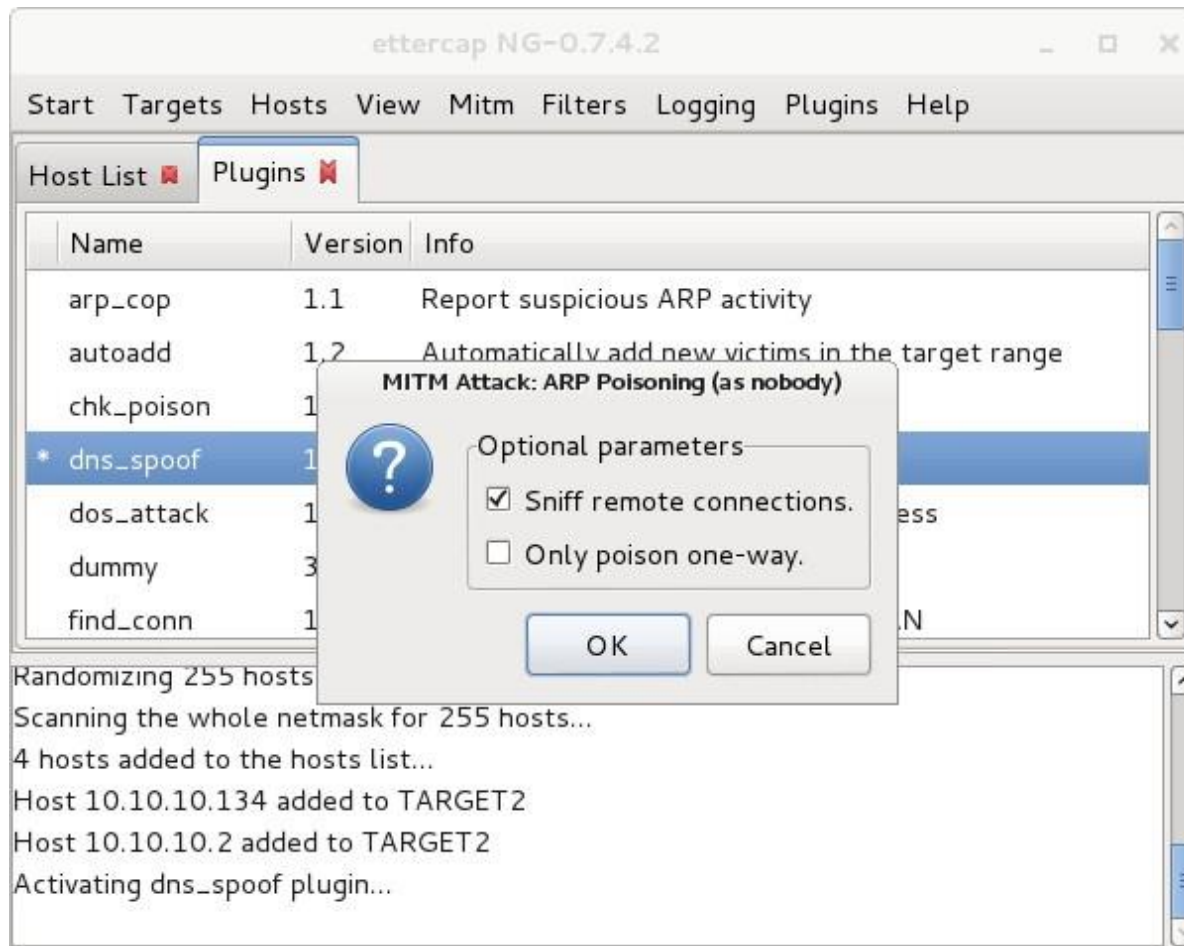 ettercap NG-0.7.4.2
Start Targets Hosts View Mitm Filters Logging Plugins Help
Host List Plugins
Name Version Info
arp_cop 1.1 Report suspicious ARP activity
autoadd 1.2 Automatically add new victims in the target range
chk_poison 1
* dns_spoof 1
dos_attack 1 ess
dummy 3
find_conn 1 .N
MITM Attack: ARP Poisoning (as nobody)
?
Optional parameters
Sniff remote connections.
Only poison one-way.
OK Cancel
Randomizing 255 hosts
Scanning the whole netmask for 255 hosts...
4 hosts added to the hosts list...
Host 10.10.10.134 added to TARGET2
Host 10.10.10.2 added to TARGET2
Activating dns_spoof plugin...